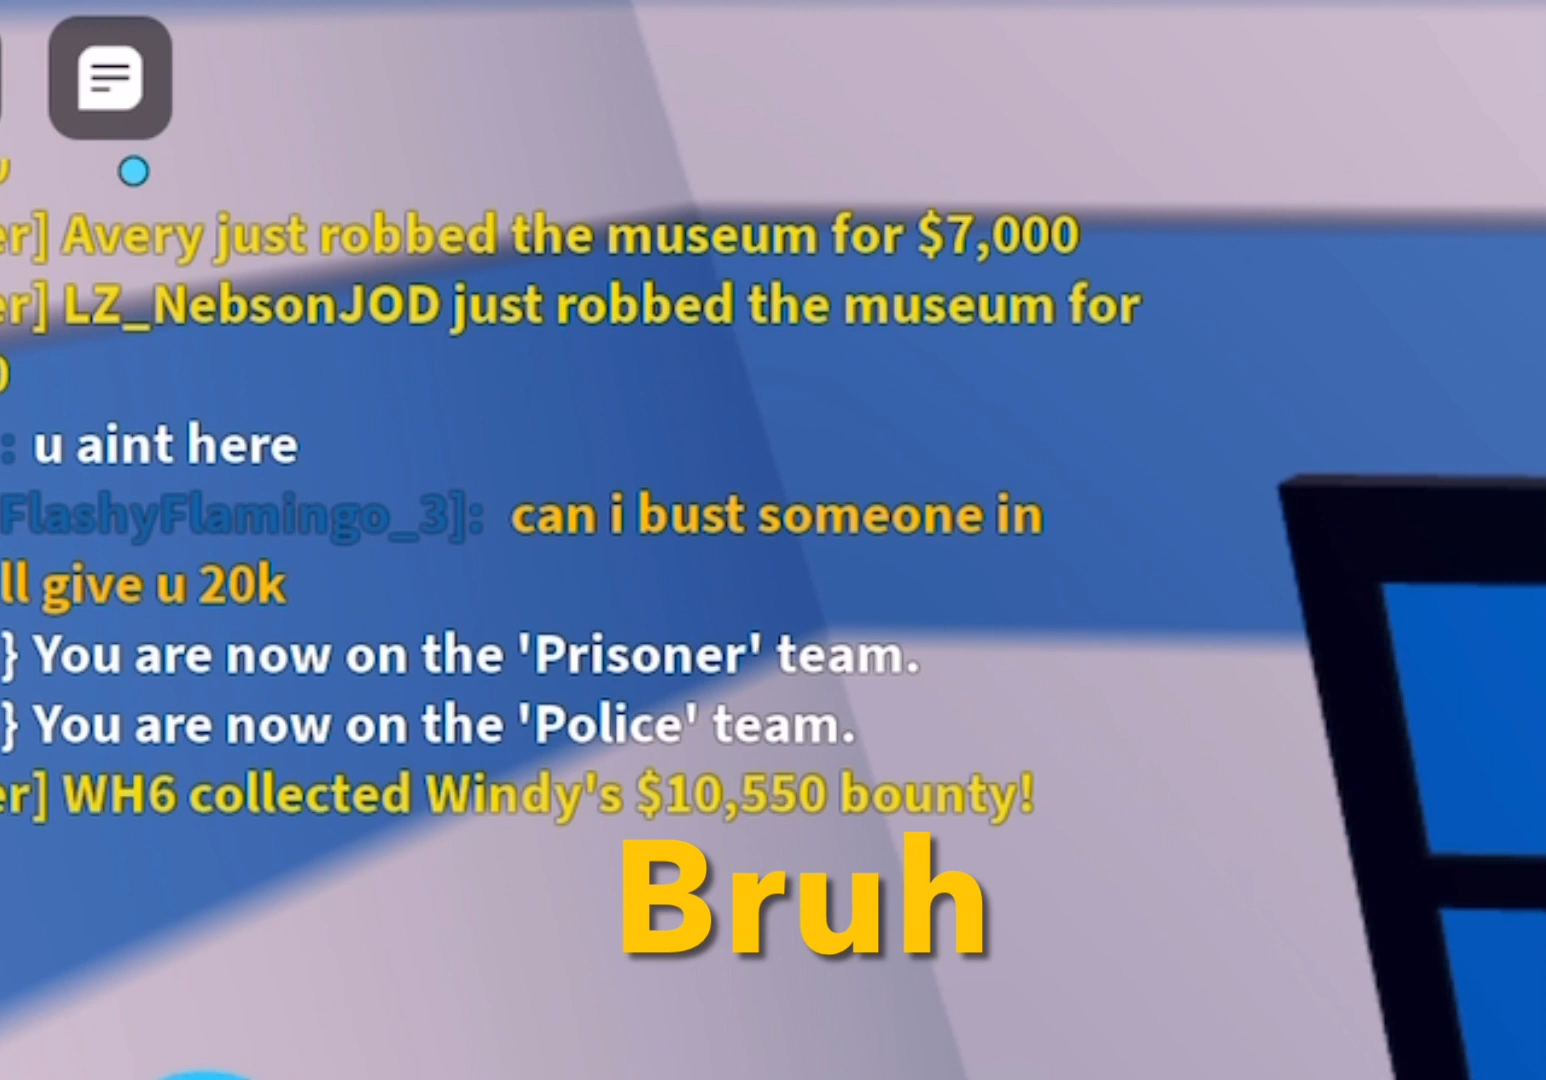 er] Avery just robbed the museum for $7,000
er] LZ_NebsonJOD just robbed the museum for
0
: u aint here
FlashyFlamingo_3]: can i bust someone in
ll give u 20k
} You are now on the 'Prisoner' team.
} You are now on the 'Police' team.
er] WH6 collected Windy's $10,550 bounty!
Bruh